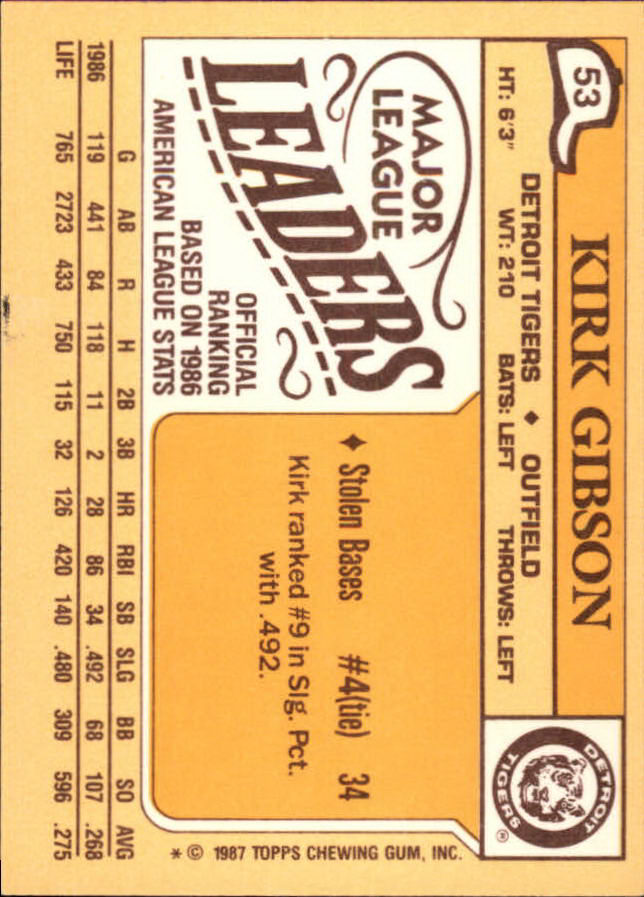 53
KIRK GIBSON
DETROIT TIGERS ♦ OUTFIELD
HT: 6'3" WT: 210 BATS: LEFT THROWS: LEFT
DETROIT
TIGERS
®
MAJOR
LEAGUE
LEADERS
OFFICIAL
RANKING
BASED ON 1986
AMERICAN LEAGUE STATS
♦ Stolen Bases #4(tie) 34
Kirk ranked #9 in Slg. Pct.
with .492.
* © 1987 TOPPS CHEWING GUM, INC.
G AB R H 2B 3B HR RBI SB SLG BB SO AVG
1986 119 441 84 118 11 2 28 86 34 .492 68 107 .268
LIFE 765 2723 433 750 115 32 126 420 140 .480 309 596 .275